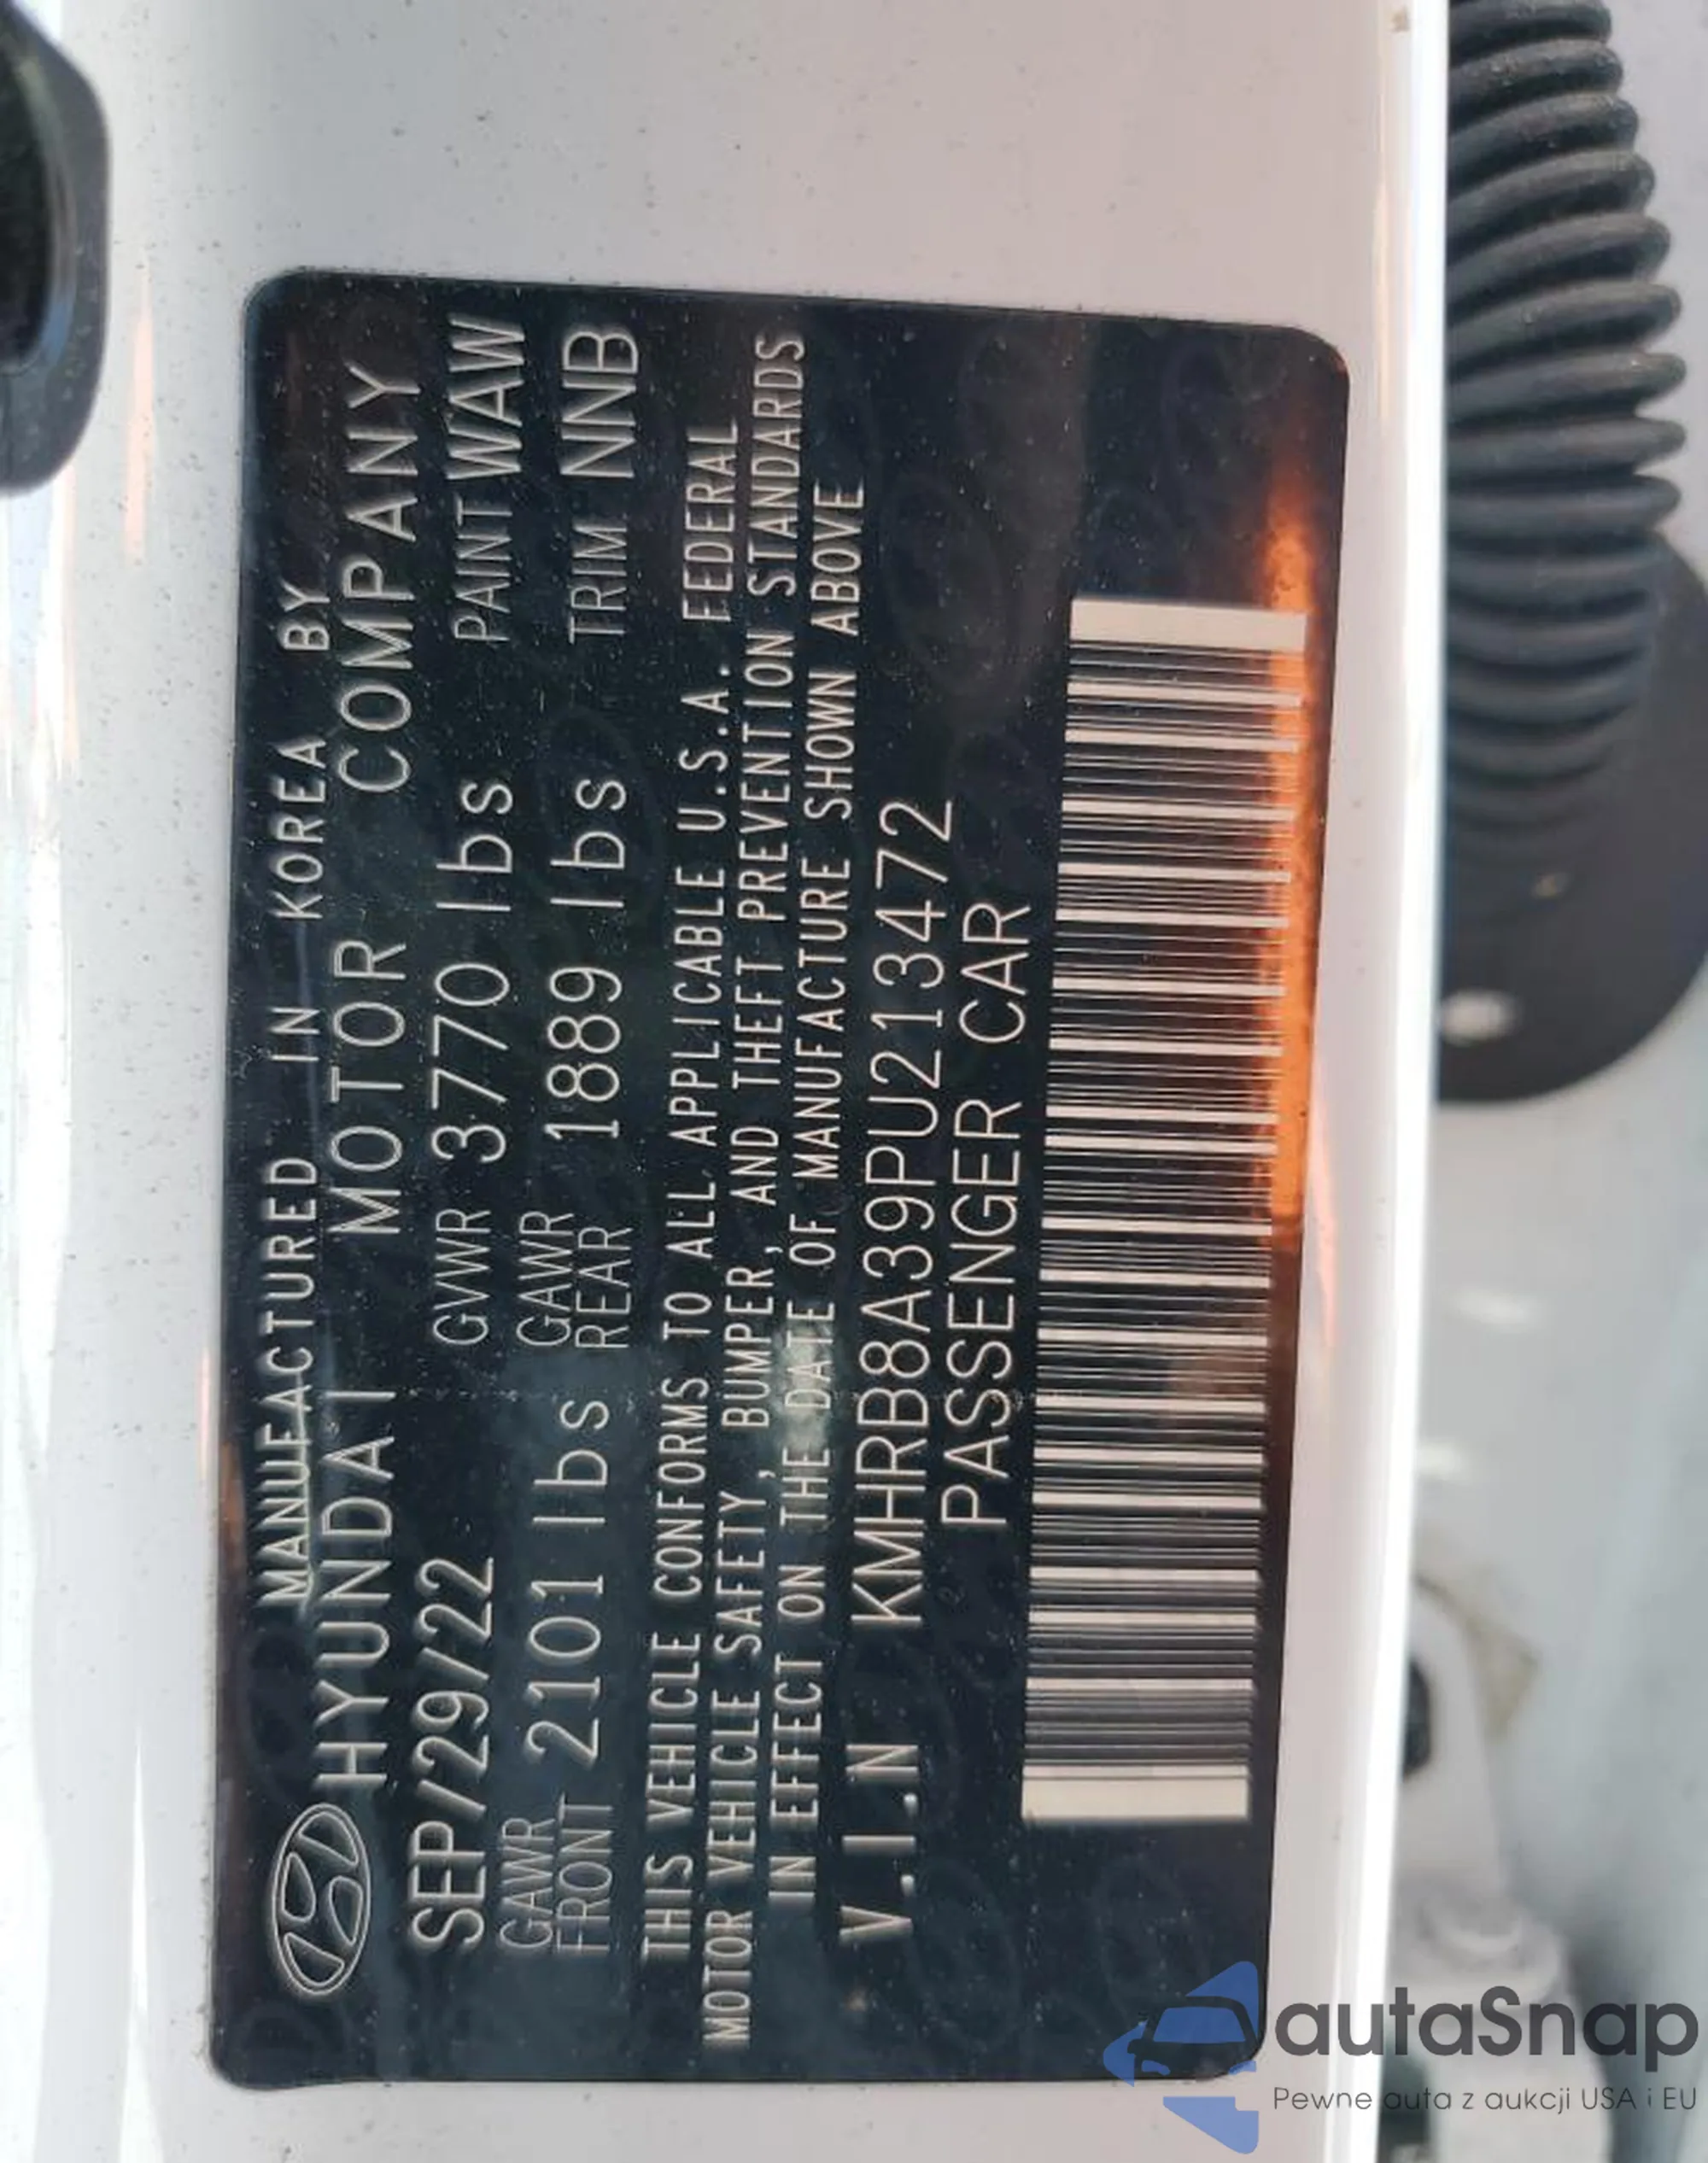 MANUFACTURED IN KOREA BY
HYUNDAI MOTOR COMPANY
SEP/29/22 GVWR 3770 lbs PAINT WAW
GAWR FRONT 2101 lbs GAWR REAR 1889 lbs TRIM NNB
THIS VEHICLE CONFORMS TO ALL APPLICABLE U.S.A. FEDERAL
MOTOR VEHICLE SAFETY, BUMPER, AND THEFT PREVENTION STANDARDS
IN EFFECT ON THE DATE OF MANUFACTURE SHOWN ABOVE
V.I.N KMHRB8A39PU213472
PASSENGER CAR
autaSnap
Pewne auta z aukcji USA i EU